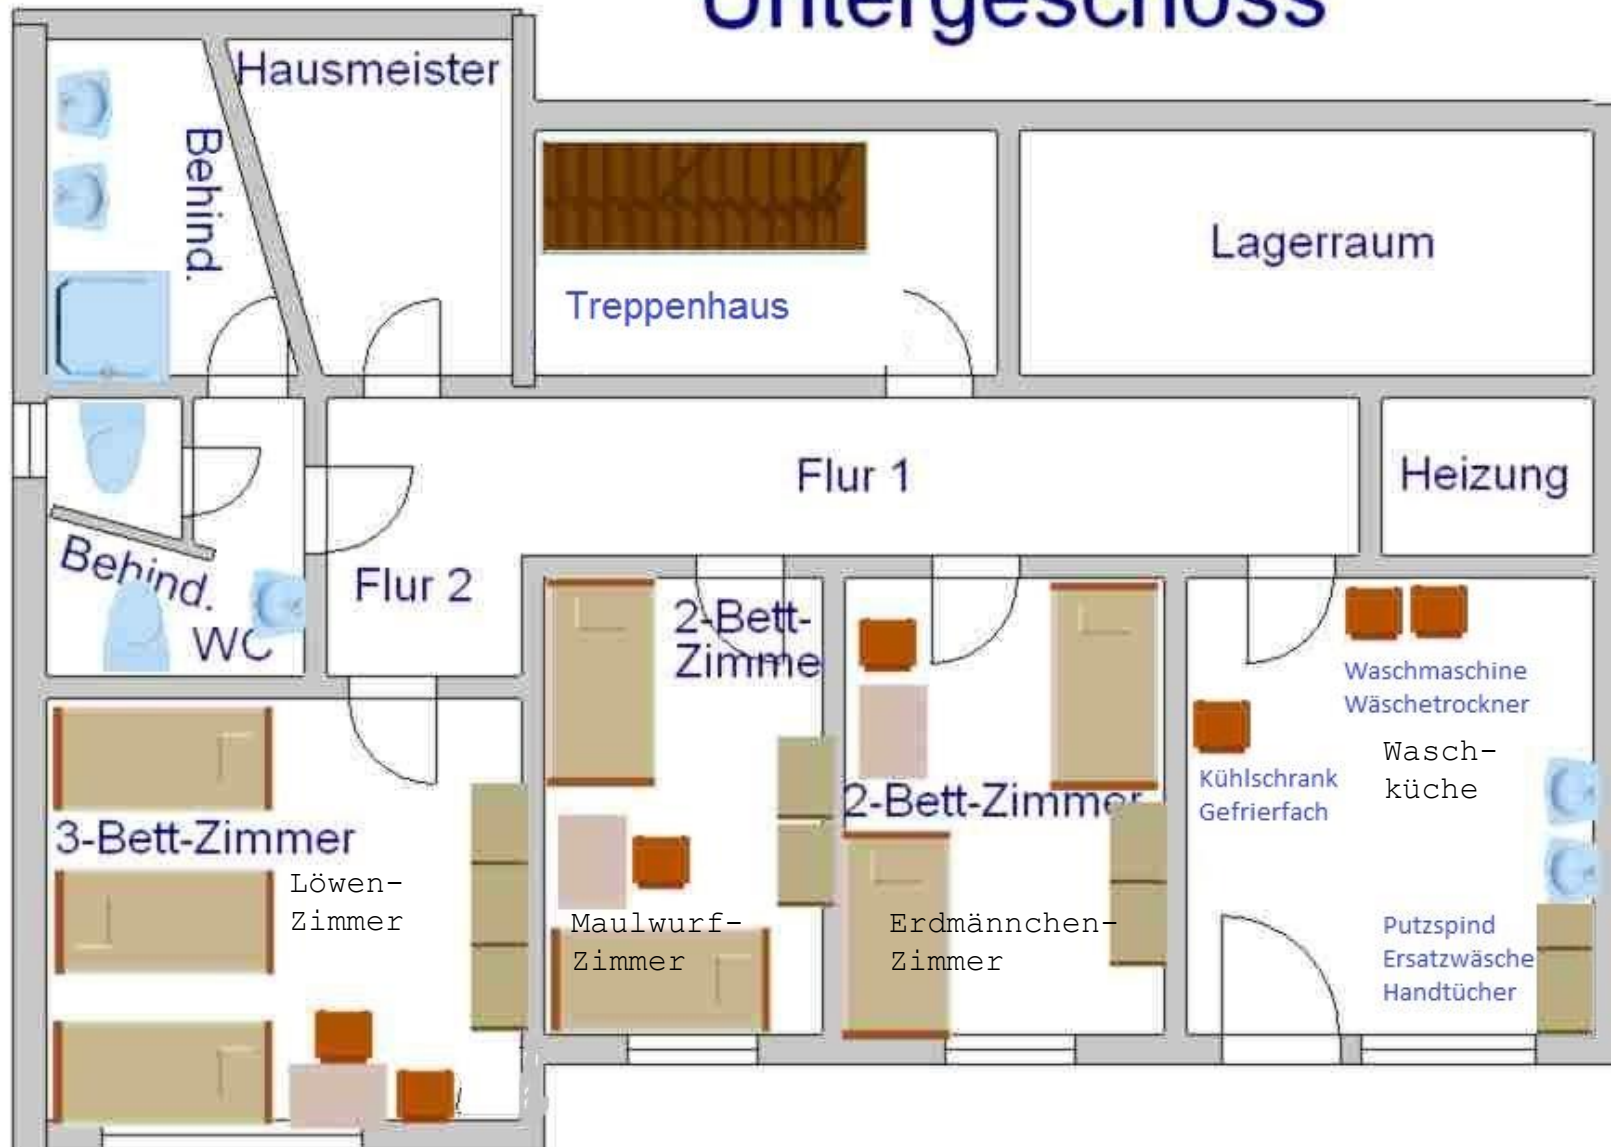 Untergeschoss
Hausmeister
Behind.
Treppenhaus
Lagerraum
Flur 1
Heizung
Behind.
WC
Flur 2
2-Bett-
Zimme
2-Bett-Zimmer
Waschmaschine
Wäschetrockner
Wasch-
küche
Kühlschrank
Gefrierfach
3-Bett-Zimmer
Löwen-
Zimmer
Maulwurf-
Zimmer
Erdmännchen-
Zimmer
Putzspind
Ersatzwäsche
Handtücher